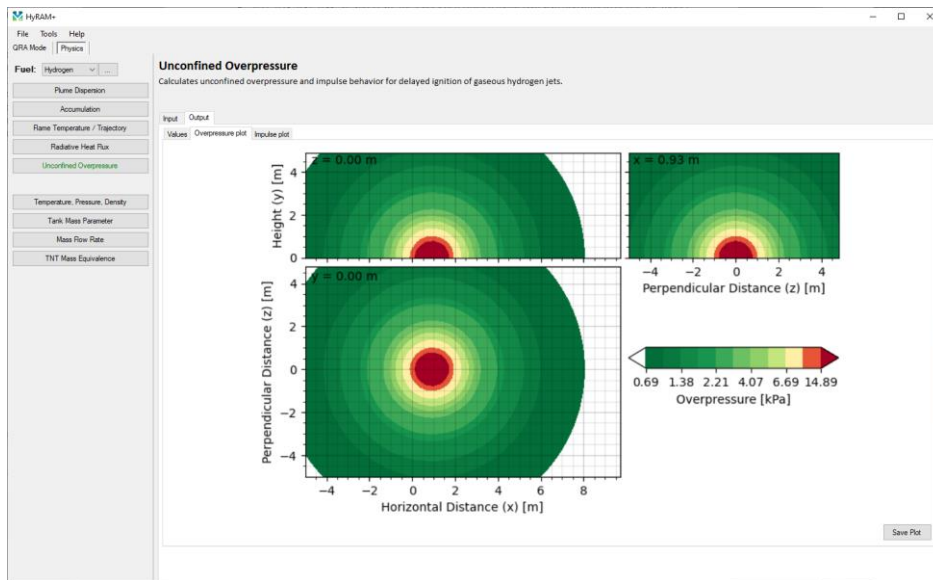 HyRAM+
File Tools Help
QRA Mode Physics
Fuel: Hydrogen ...
Plume Dispersion
Accumulation
Flame Temperature / Trajectory
Radiative Heat Flux
Unconfined Overpressure
Temperature, Pressure, Density
Tank Mass Parameter
Mass Flow Rate
TNT Mass Equivalence
Unconfined Overpressure
Calculates unconfined overpressure and impulse behavior for delayed ignition of gaseous hydrogen jets.
Input Output
Values Overpressure plot Impulse plot
z = 0.00 m
Height (y) [m]
4
2
0
x = 0.93 m
−4 −2 0 2 4
Perpendicular Distance (z) [m]
y = 0.00 m
Perpendicular Distance (z) [m]
4
2
0
−2
−4
−4 −2 0 2 4 6 8
Horizontal Distance (x) [m]
0.69 1.38 2.21 4.07 6.69 14.89
Overpressure [kPa]
Save Plot